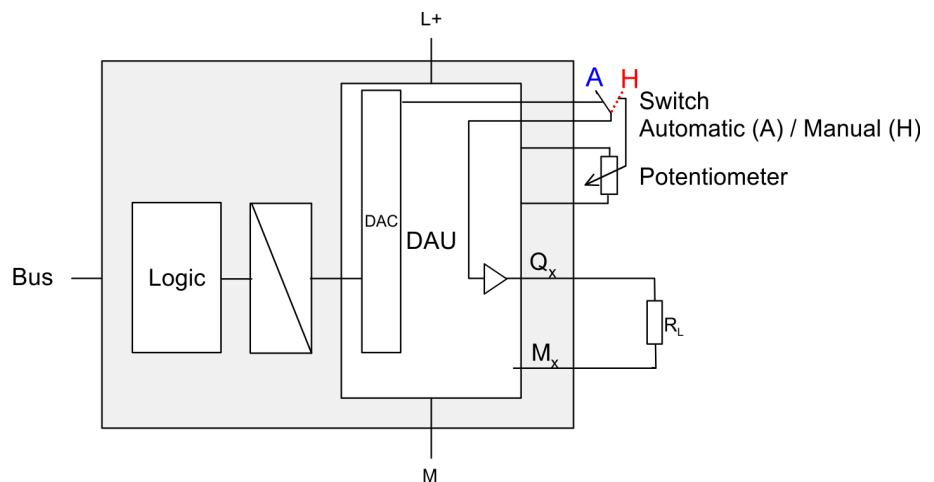 L+
A H
Switch
Automatic (A) / Manual (H)
Potentiometer
DAC
DAU
Bus
Logic
Qx
RL
Mx
M